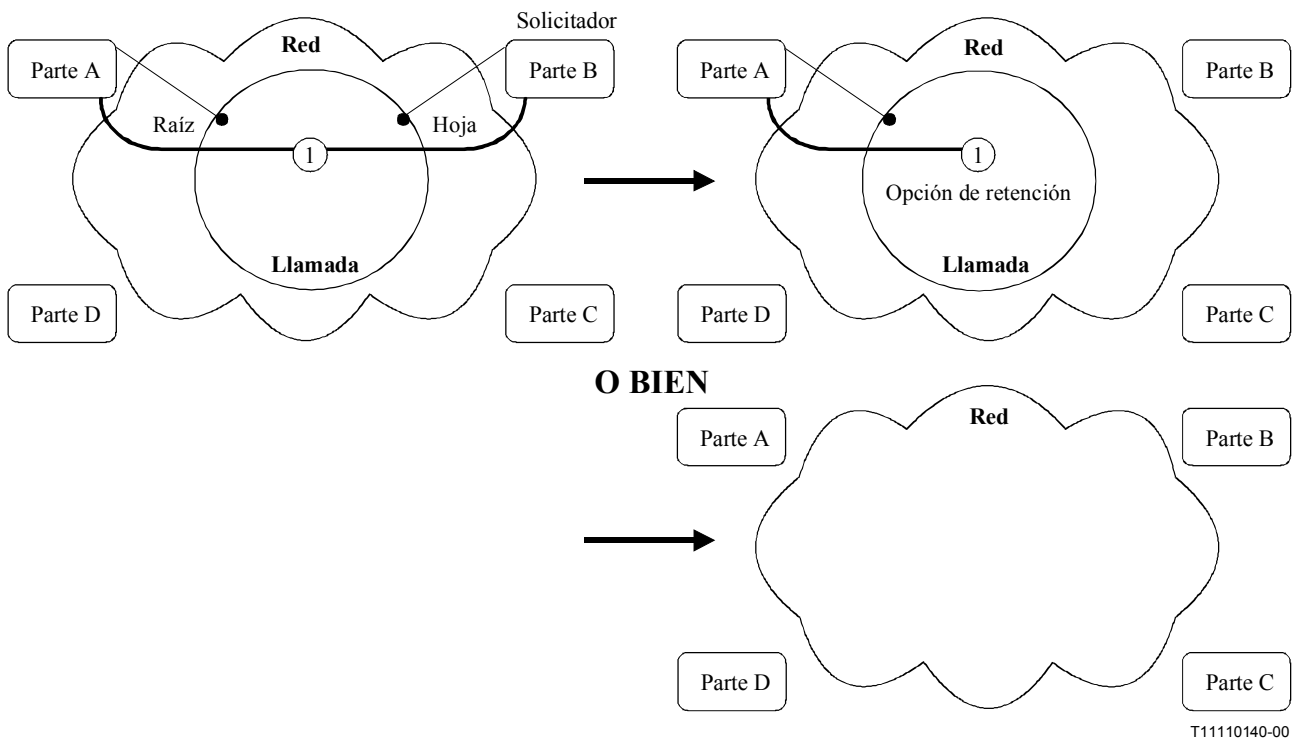 Solicitador
Red
Parte A
Parte B
Raíz
Hoja
1
Llamada
Parte D
Parte C
Red
Parte A
Parte B
1
Opción de retención
Llamada
Parte D
Parte C
O BIEN
Red
Parte A
Parte B
Parte D
Parte C
T11110140-00